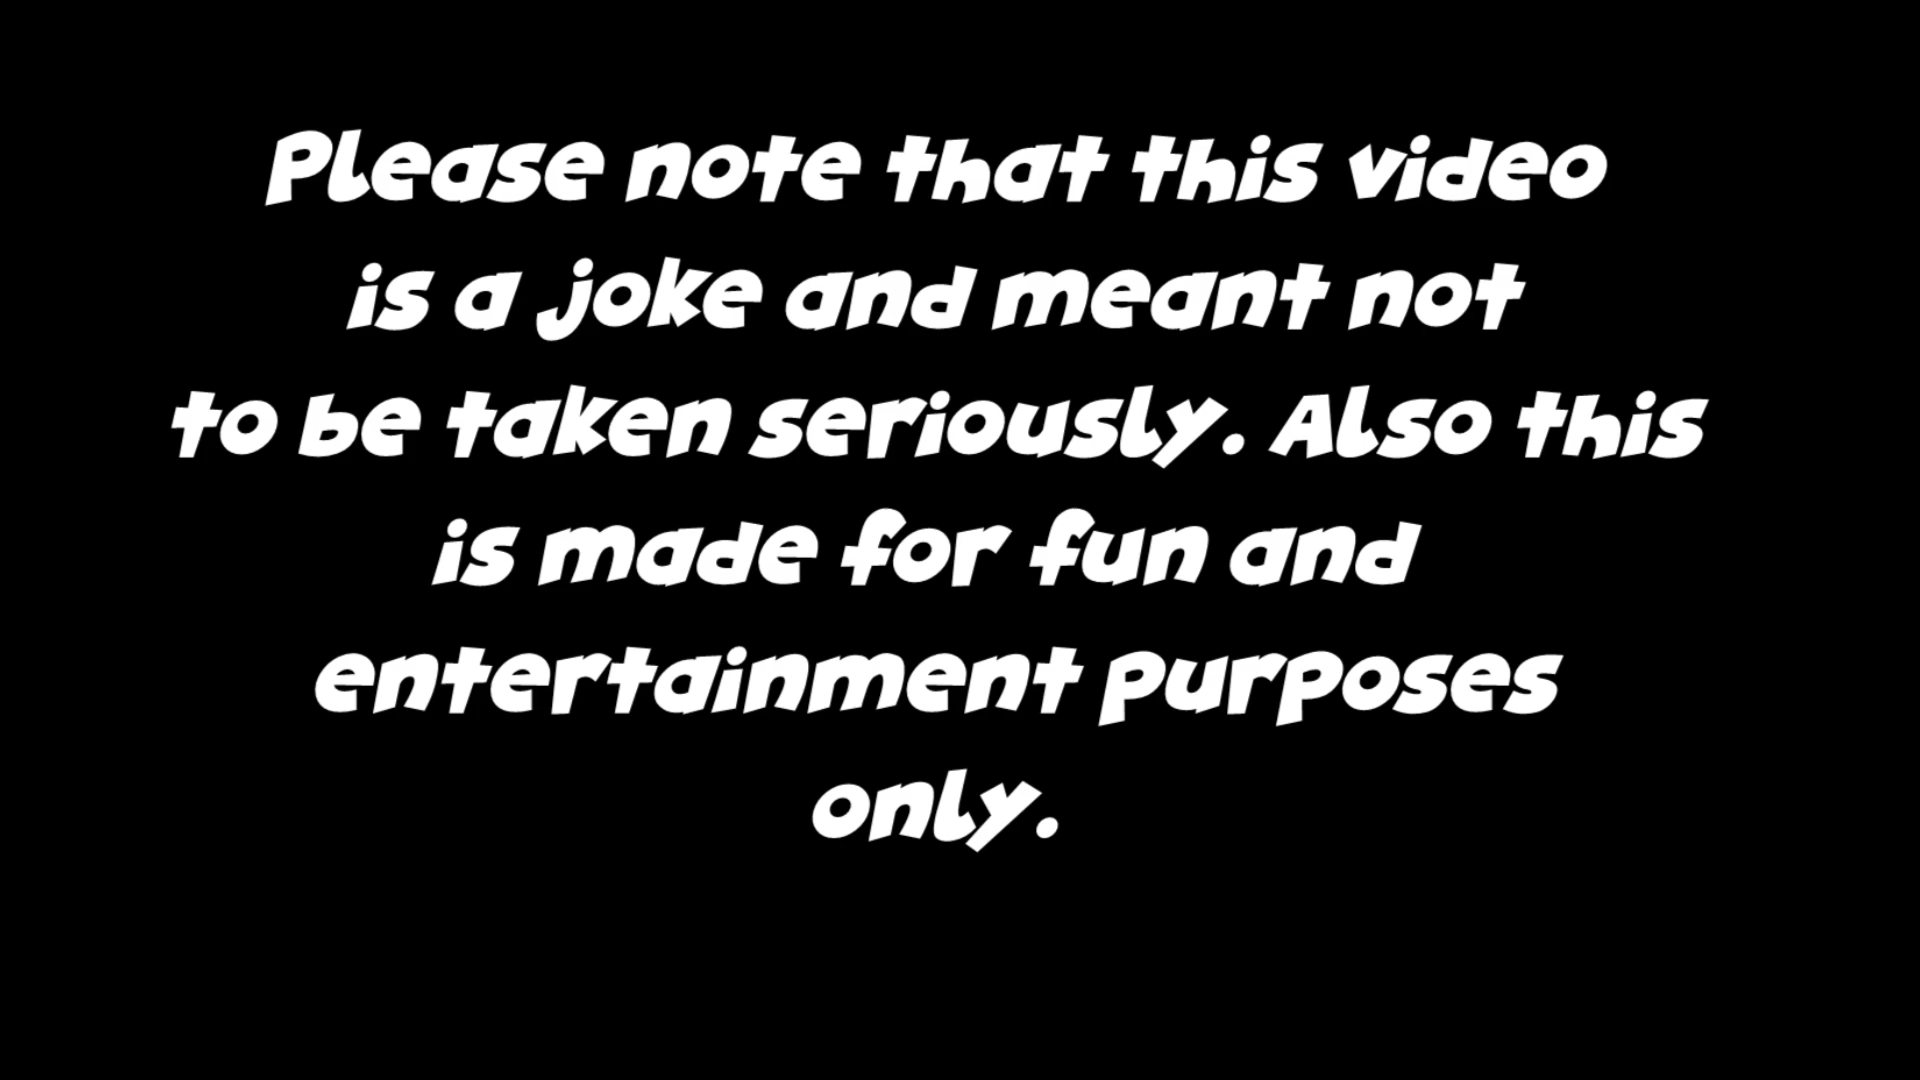 Please note that this video
is a joke and meant not
to be taken seriously. Also this
is made for fun and
entertainment purposes
only.